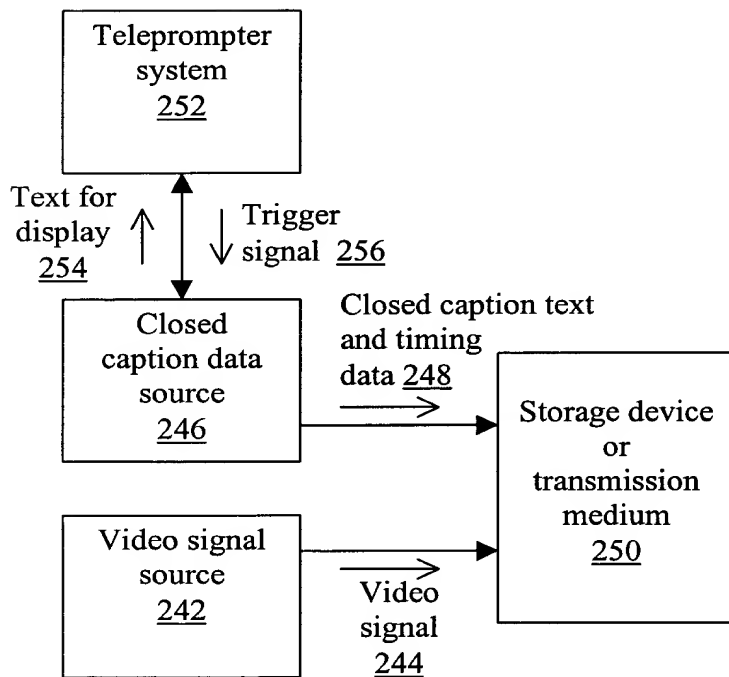 Teleprompter
system
252
Text for
display
254
Trigger
signal 256
Closed
caption data
source
246
Closed caption text
and timing
data 248
Storage device
or
transmission
medium
250
Video signal
source
242
Video
signal
244